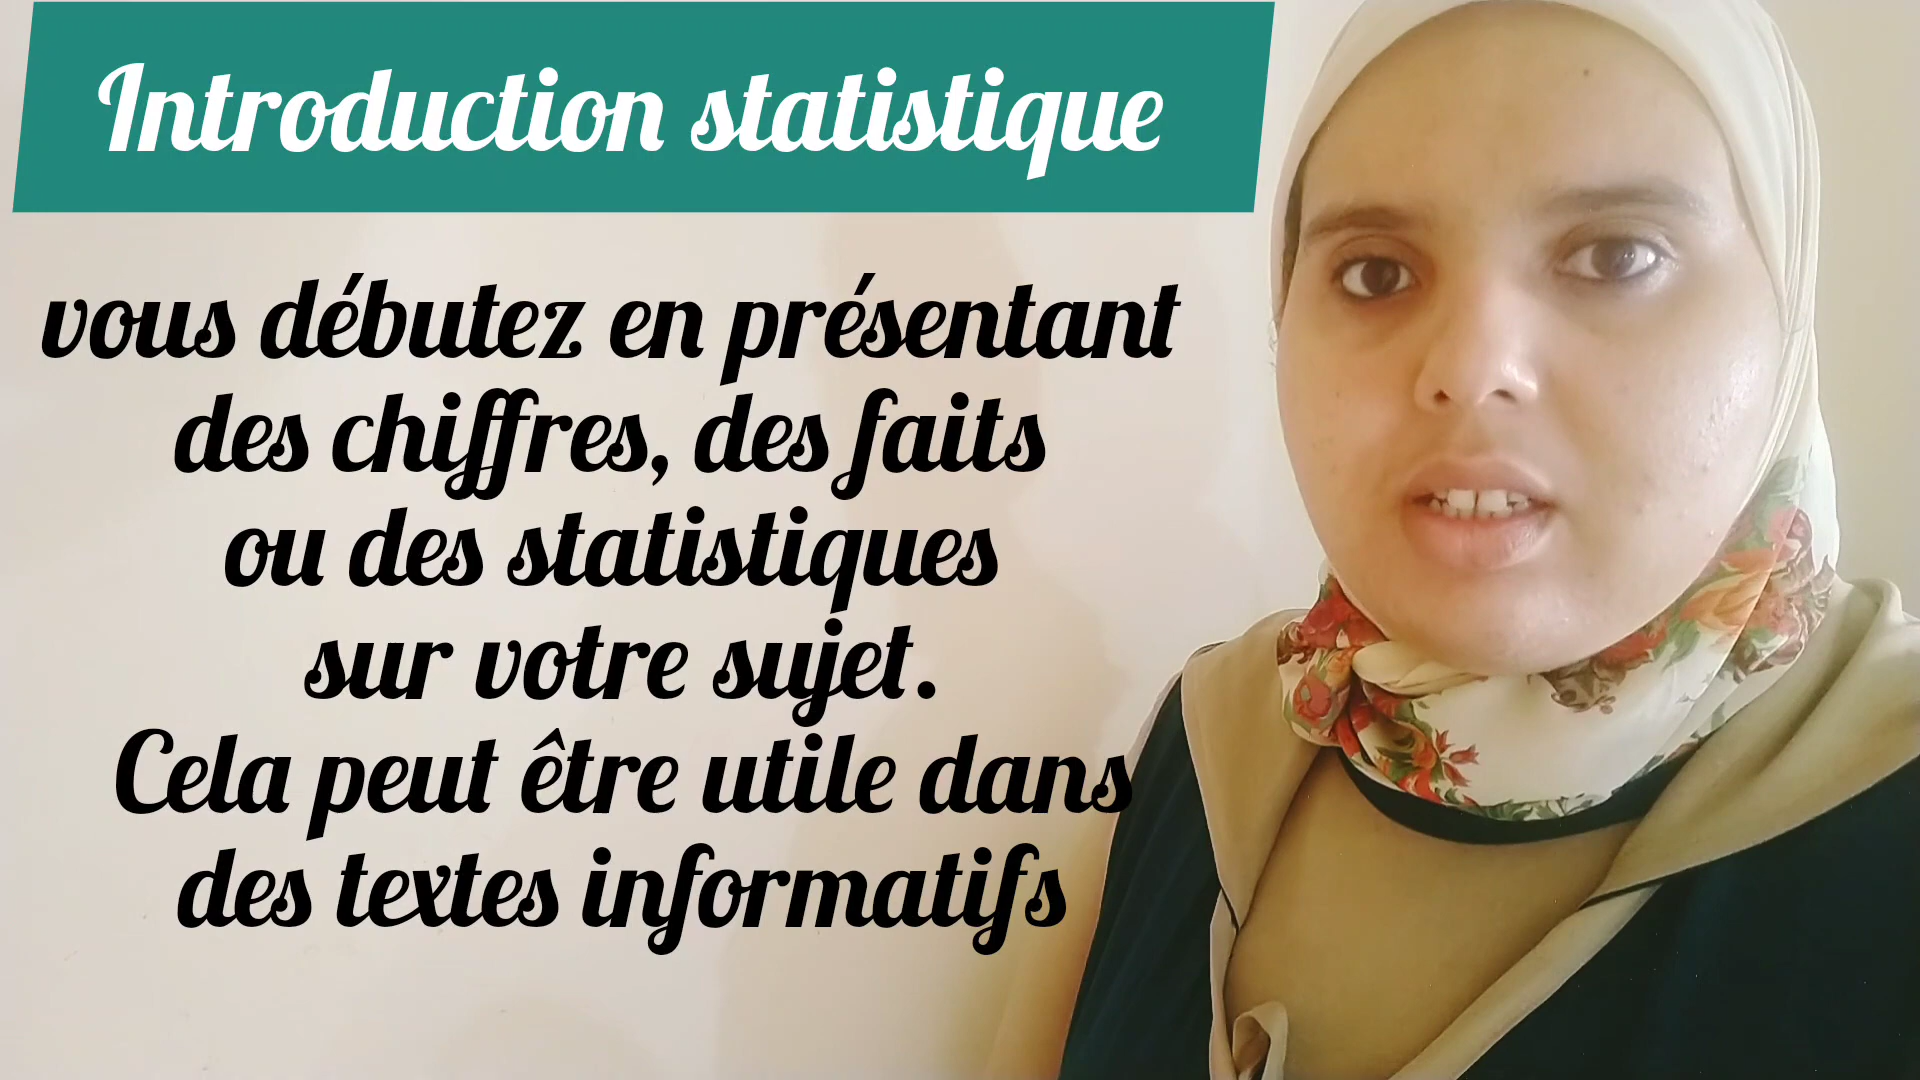 Introduction statistique
vous débutez en présentant
des chiffres, des faits
ou des statistiques
sur votre sujet.
Cela peut être utile dans
des textes informatifs